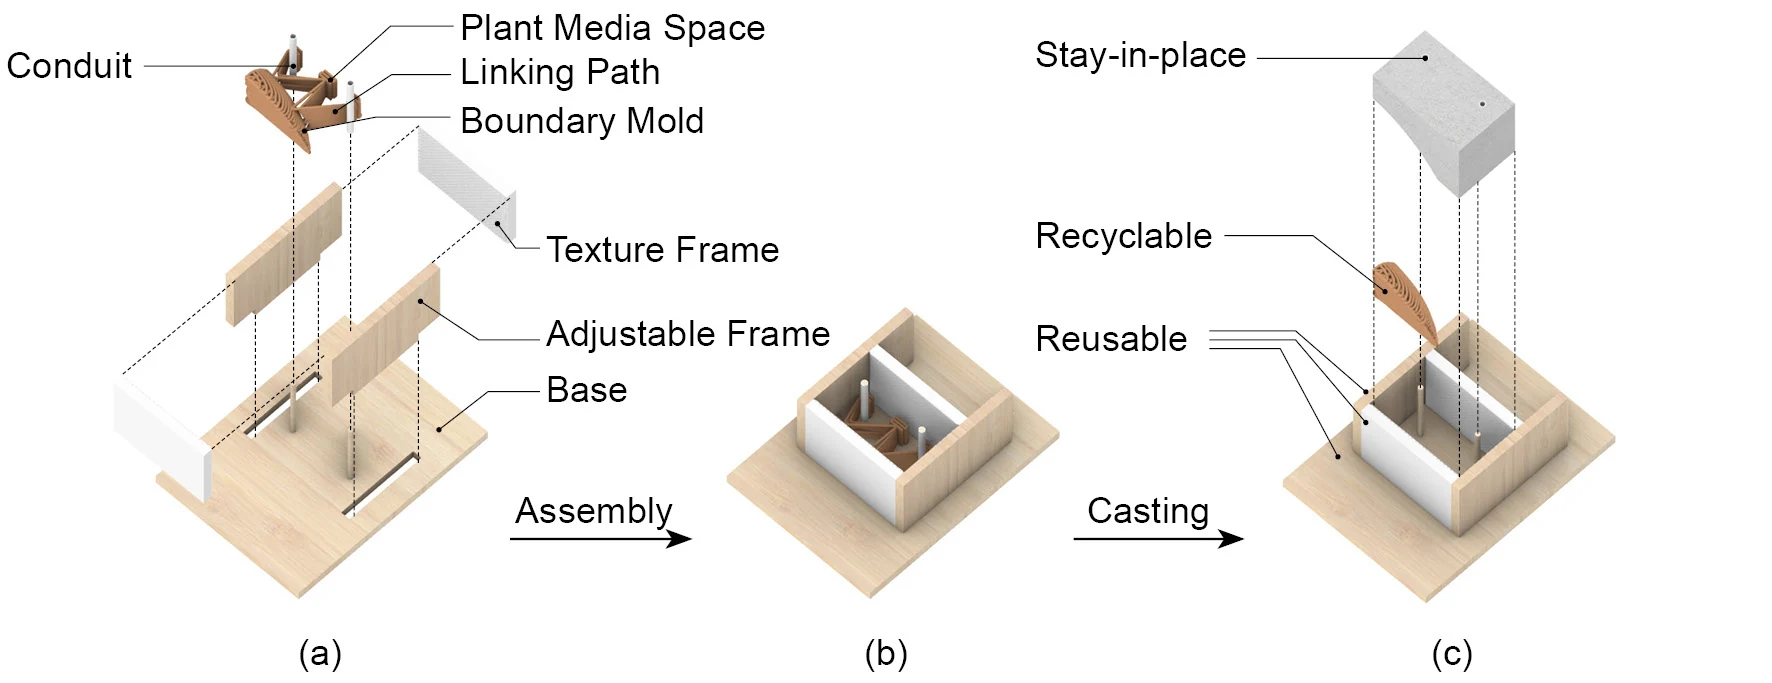 Conduit
Plant Media Space
Linking Path
Boundary Mold
Texture Frame
Adjustable Frame
Base
Assembly
Casting
Stay-in-place
Recyclable
Reusable
(a)
(b)
(c)